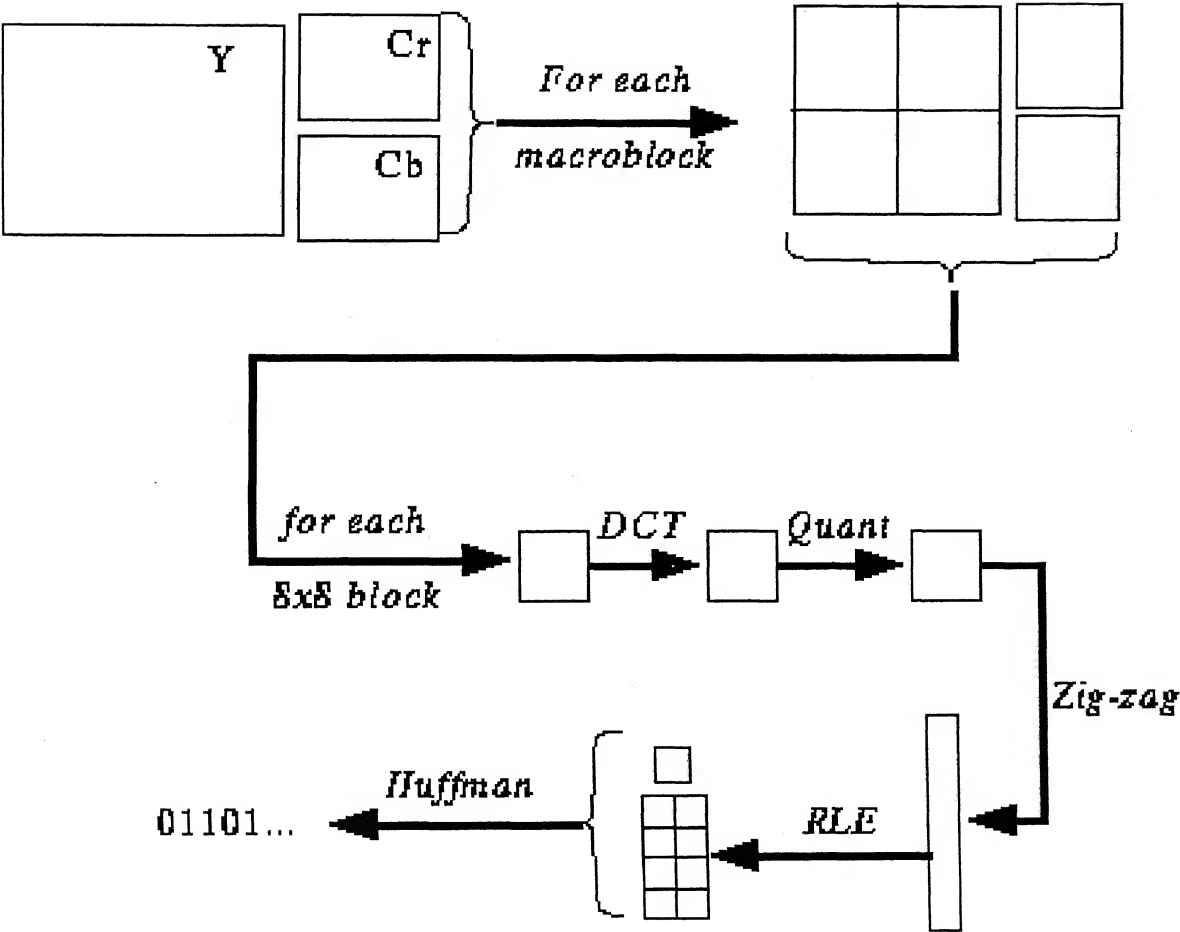 Y
Cr
Cb
For each
macroblock
for each
8x8 block
DCT
Quant
Zig-zag
RLE
Huffman
01101...